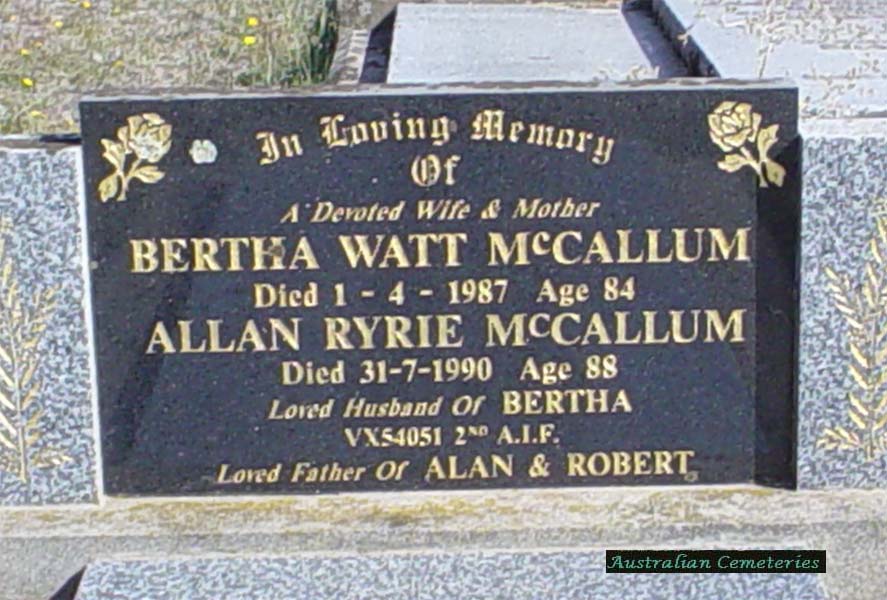 In Loving Memory
Of
A Devoted Wife & Mother
BERTHA WATT McCALLUM
Died 1 - 4 - 1987 Age 84
ALLAN RYRIE McCALLUM
Died 31-7-1990 Age 88
Loved Husband Of BERTHA
VX54051 2ND A.I.F.
Loved Father Of ALAN & ROBERT
Australian Cemeteries